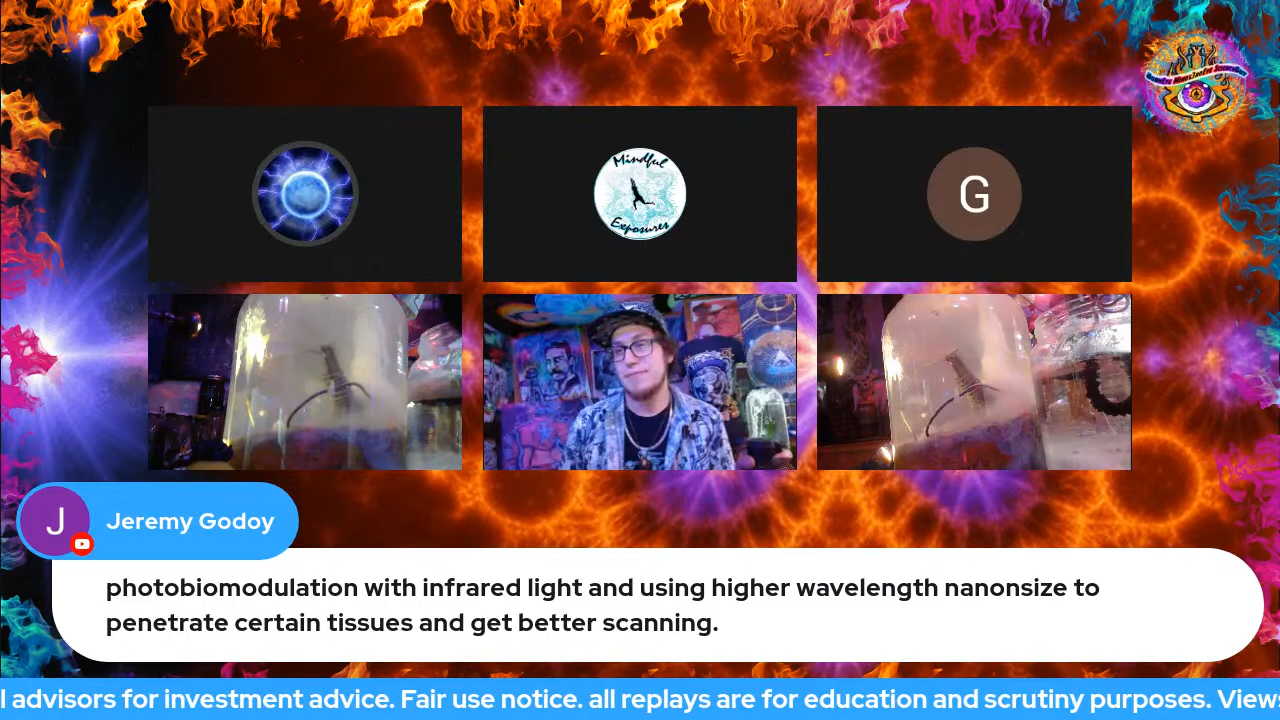 Mindful
Exposures
G
J
Jeremy Godoy
photobiomodulation with infrared light and using higher wavelength nanonsize to
penetrate certain tissues and get better scanning.
l advisors for investment advice. Fair use notice. all replays are for education and scrutiny purposes. Views